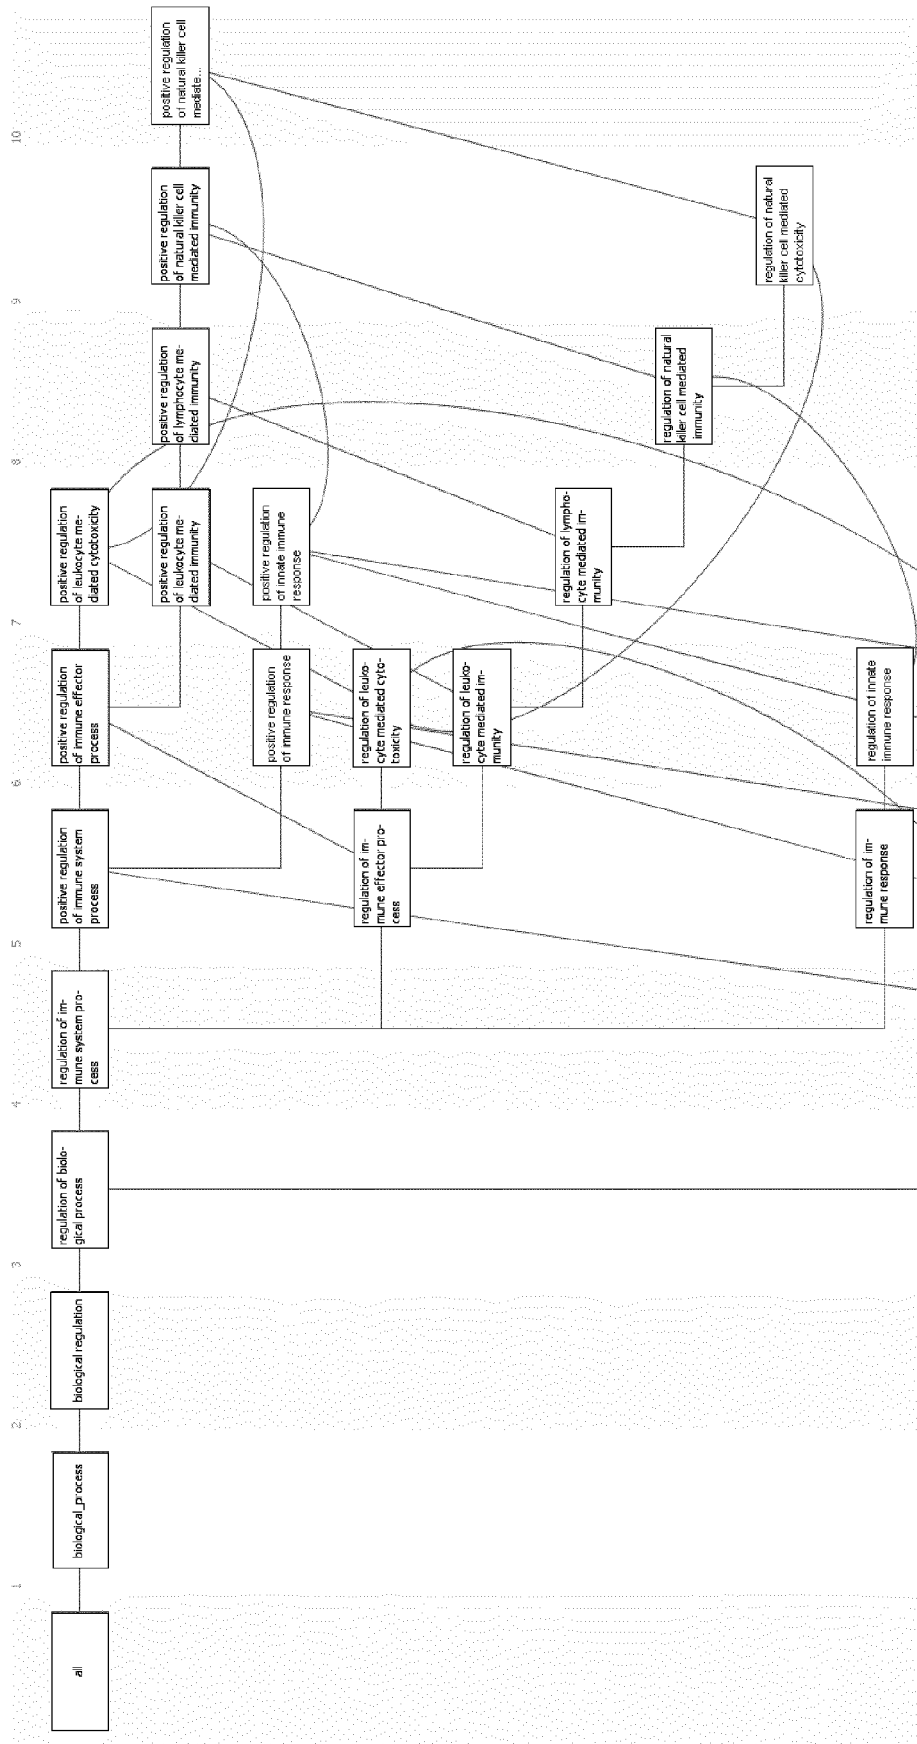 all
biological_process
biological regulation
regulation of biolo-
gical process
regulation of im-
mune system pro-
cess
positive regulation
of immune system
process
positive regulation
of immune effector
process
positive regulation
of leukocyte me-
diated cytotoxicity
positive regulation
of leukocyte me-
diated immunity
positive regulation
of lymphocyte me-
diated immunity
positive regulation
of natural killer cell
mediated immunity
positive regulation
of natural killer cell
mediate...
positive regulation
of immune response
positive regulation
of innate immune
response
regulation of im-
mune effector pro-
cess
regulation of leuko-
cyte mediated cyto-
toxicity
regulation of leuko-
cyte mediated im-
munity
regulation of lympho-
cyte mediated im-
munity
regulation of natural
killer cell mediated
immunity
regulation of natural
killer cell mediated
cytotoxicity
regulation of im-
mune response
regulation of innate
immune response
1
2
3
4
5
6
7
8
9
10